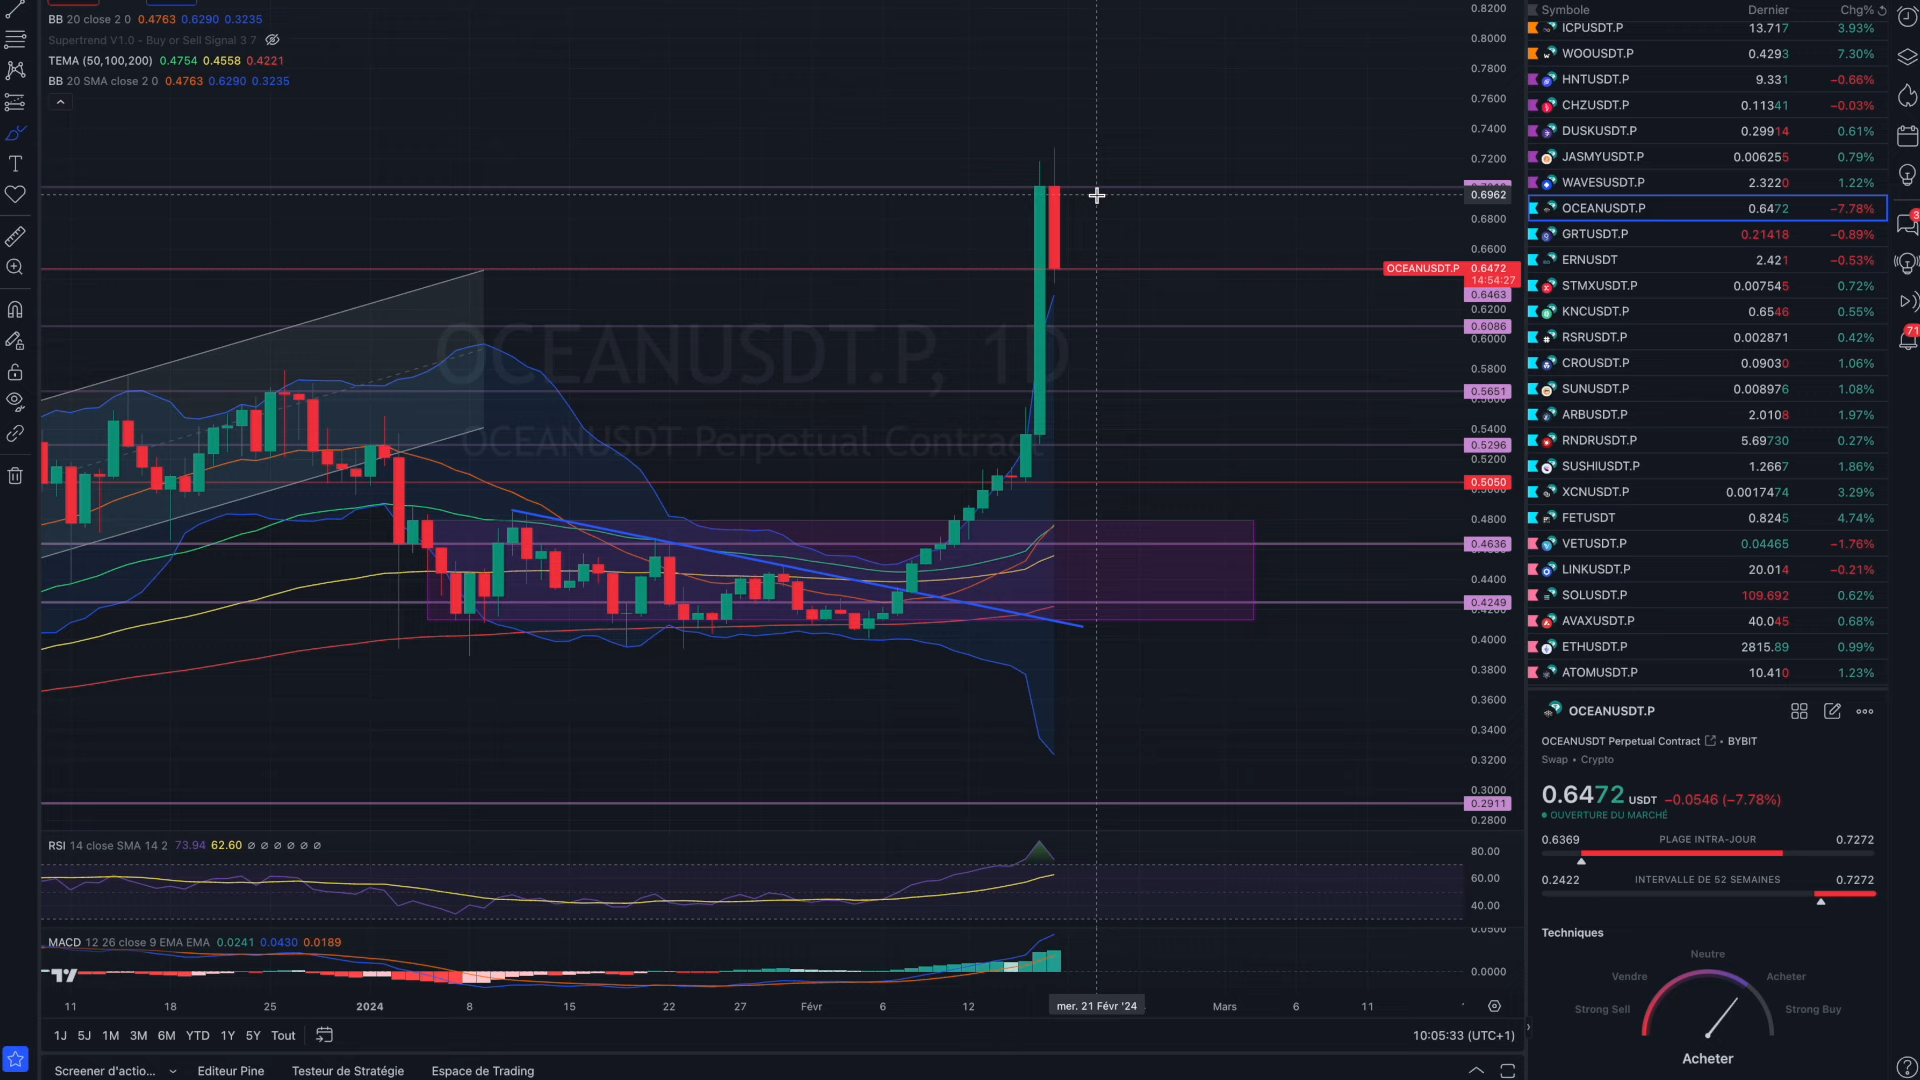 BB 20 close 2 0 0.4763 0.6290 0.3235
Supertrend V1.0 - Buy or Sell Signal 3 7
TEMA (50,100,200) 0.4754 0.4558 0.4221
BB 20 SMA close 2 0 0.4763 0.6290 0.3235
OCEANUSDT.P, 1D
OCEANUSDT Perpetual Contract
0.8200
0.8000
0.7800
0.7600
0.7400
0.7200
0.6962
0.6800
0.6600
OCEANUSDT.P 0.6472
14:54:27
0.6463
0.6200
0.6086
0.6000
0.5800
0.5651
0.5400
0.5296
0.5200
0.5050
0.4800
0.4636
0.4400
0.4249
0.4000
0.3800
0.3600
0.3400
0.3200
0.3000
0.2911
0.2800
RSI 14 close SMA 14 2 73.94 62.60 ∅ ∅ ∅ ∅ ∅ ∅
80.00
60.00
40.00
MACD 12 26 close 9 EMA EMA 0.0241 0.0430 0.0189
0.0500
0.0000
11 18 25 2024 8 15 22 27 Févr 6 12 mer. 21 Févr '24 Mars 6 11
1J 5J 1M 3M 6M YTD 1Y 5Y Tout
10:05:33 (UTC+1)
Screener d'actio... Editeur Pine Testeur de Stratégie Espace de Trading
Symbole Dernier Chg%
ICPUSDT.P 13.717 3.93%
WOOUSDT.P 0.4293 7.30%
HNTUSDT.P 9.331 −0.66%
CHZUSDT.P 0.11341 −0.03%
DUSKUSDT.P 0.29914 0.61%
JASMYUSDT.P 0.006255 0.79%
WAVESUSDT.P 2.3220 1.22%
OCEANUSDT.P 0.6472 −7.78%
GRTUSDT.P 0.21418 −0.89%
ERNUSDT 2.421 −0.53%
STMXUSDT.P 0.007545 0.72%
KNCUSDT.P 0.6546 0.55%
RSRUSDT.P 0.002871 0.42%
CROUSDT.P 0.09030 1.06%
SUNUSDT.P 0.008976 1.08%
ARBUSDT.P 2.0108 1.97%
RNDRUSDT.P 5.69730 0.27%
SUSHIUSDT.P 1.2667 1.86%
XCNUSDT.P 0.0017474 3.29%
FETUSDT 0.8245 4.74%
VETUSDT.P 0.04465 −1.76%
LINKUSDT.P 20.014 −0.21%
SOLUSDT.P 109.692 0.62%
AVAXUSDT.P 40.045 0.68%
ETHUSDT.P 2815.89 0.99%
ATOMUSDT.P 10.410 1.23%
OCEANUSDT.P
OCEANUSDT Perpetual Contract • BYBIT
Swap • Crypto
0.6472 USDT −0.0546 (−7.78%)
OUVERTURE DU MARCHÉ
0.6369 PLAGE INTRA-JOUR 0.7272
0.2422 INTERVALLE DE 52 SEMAINES 0.7272
Techniques
Neutre
Vendre Acheter
Strong Sell Strong Buy
Acheter
3
71